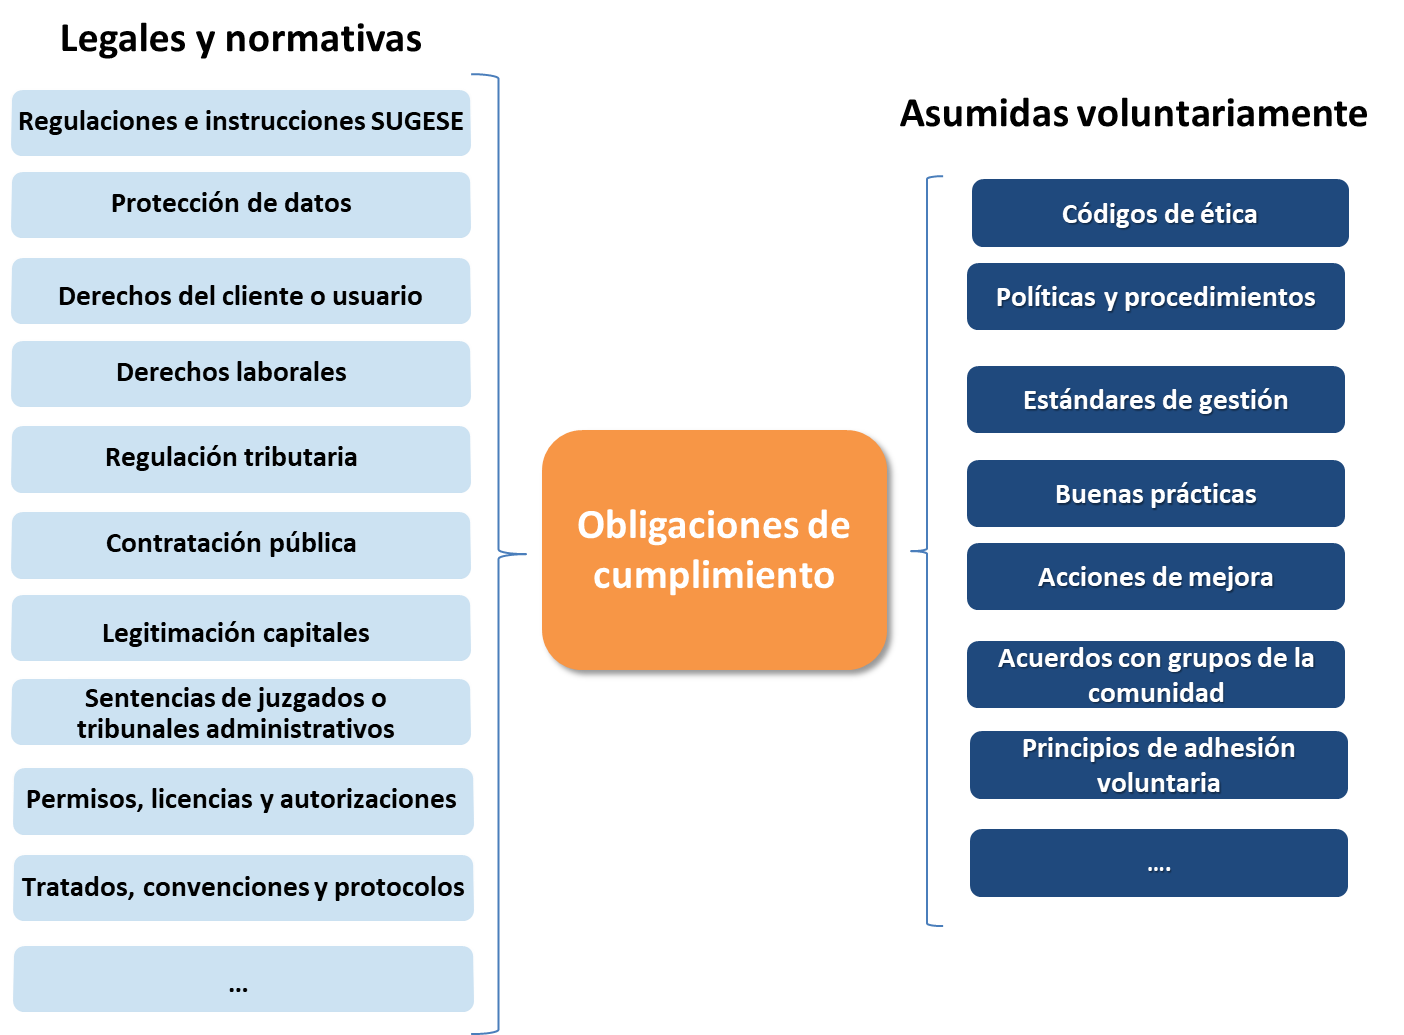 Legales y normativas
Regulaciones e instrucciones SUGESE
Protección de datos
Derechos del cliente o usuario
Derechos laborales
Regulación tributaria
Contratación pública
Legitimación capitales
Sentencias de juzgados o
tribunales administrativos
Permisos, licencias y autorizaciones
Tratados, convenciones y protocolos
...
Obligaciones de
cumplimiento
Asumidas voluntariamente
Códigos de ética
Políticas y procedimientos
Estándares de gestión
Buenas prácticas
Acciones de mejora
Acuerdos con grupos de la
comunidad
Principios de adhesión
voluntaria
....